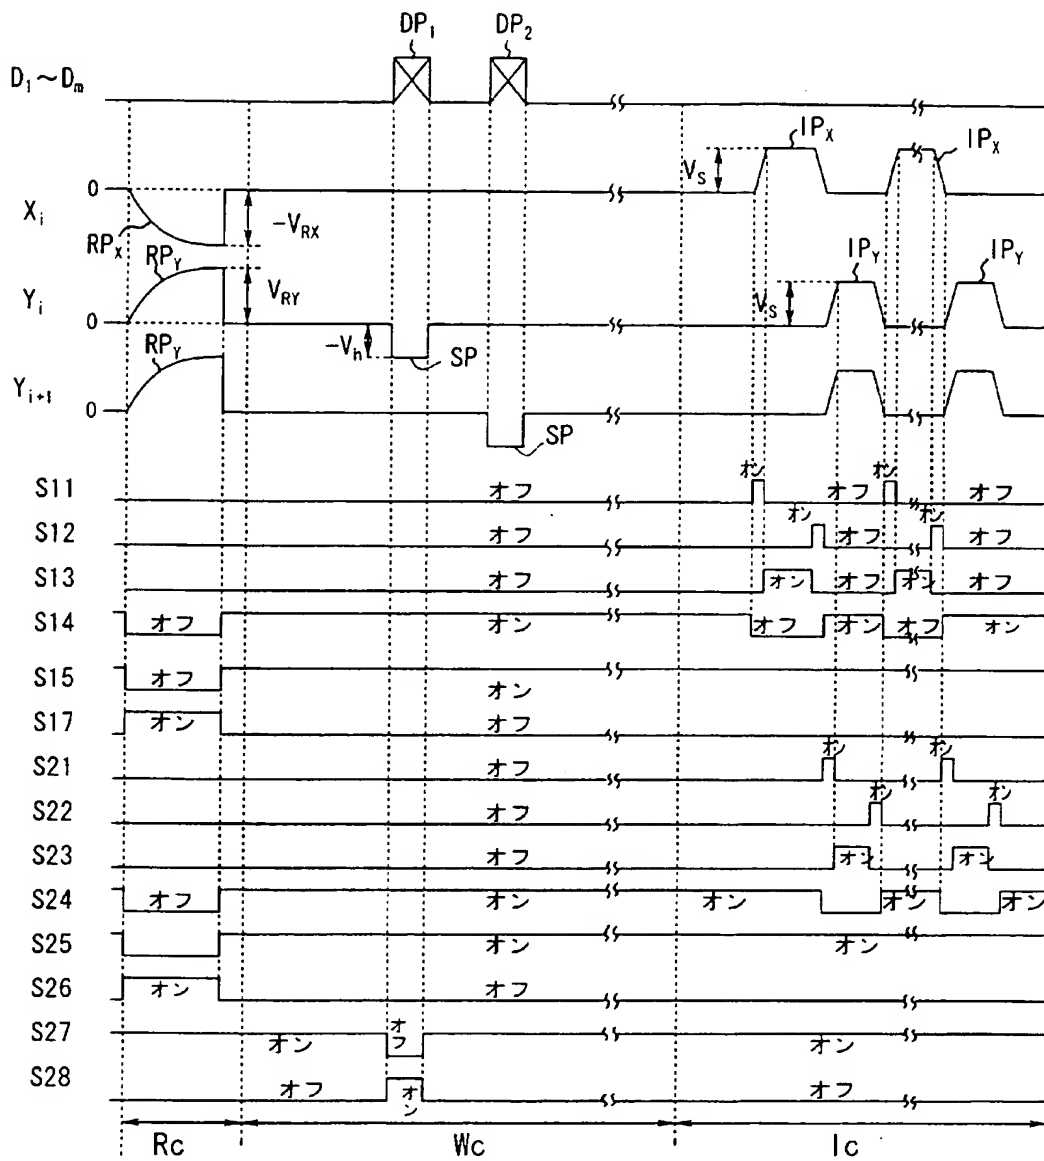 DP1 DP2
D1～Dm
IPX IPX
VS
0
Xi
-VRX
RPX
RPY
IPY IPY
VRY
VS
Yi
0
-Vh
SP
RPY
Yi+1
0
SP
オン オン
S11 オフ オフ オフ
オン オン
S12 オフ オフ オフ
S13 オフ オン オフ オン オフ
S14 オフ オン オフ オン オフ オン
S15 オフ オン
S17 オン オフ
オン オン
S21 オフ
オン オン
S22 オフ
S23 オフ オン オン
S24 オフ オン オン オン オン
S25 オン オン
S26 オン オフ
S27 オン オフ オン
S28 オフ オン オフ
Rc Wc Ic